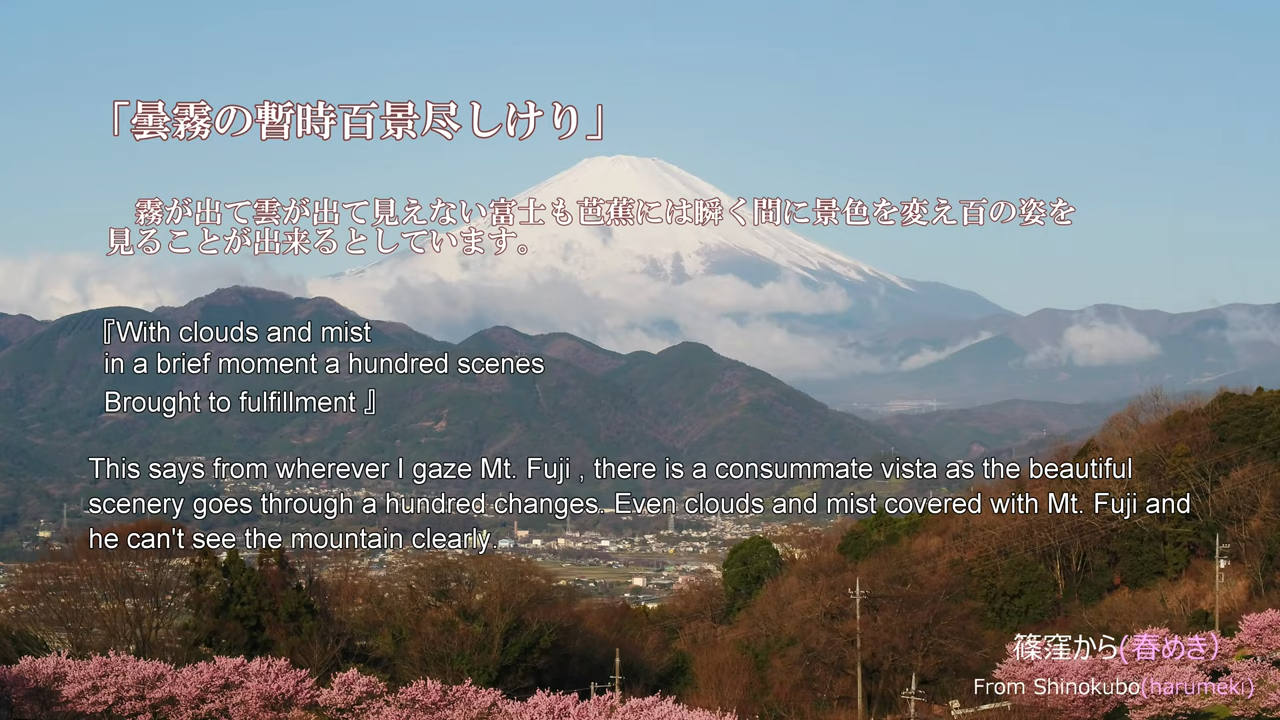 「曇霧の暫時百景尽しけり」
霧が出て雲が出て見えない富士も芭蕉には瞬く間に景色を変え百の姿を
見ることが出来るとしています。
『With clouds and mist
in a brief moment a hundred scenes
Brought to fulfillment 』
This says from wherever I gaze Mt. Fuji , there is a consummate vista as the beautiful
scenery goes through a hundred changes. Even clouds and mist covered with Mt. Fuji and
he can't see the mountain clearly.
篠窪から(春めき)
From Shinokubo(harumeki)